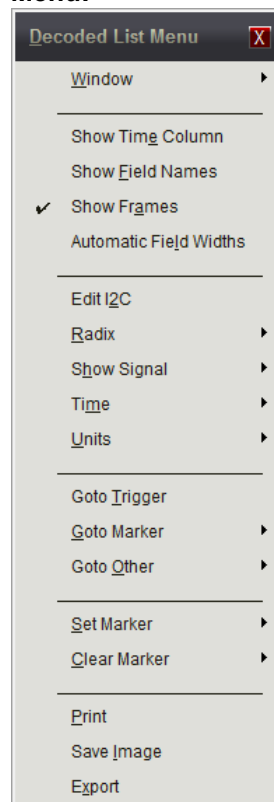 Decoded List Menu X
Window
Show Time Column
Show Field Names
Show Frames
Automatic Field Widths
Edit I2C
Radix
Show Signal
Time
Units
Goto Trigger
Goto Marker
Goto Other
Set Marker
Clear Marker
Print
Save Image
Export